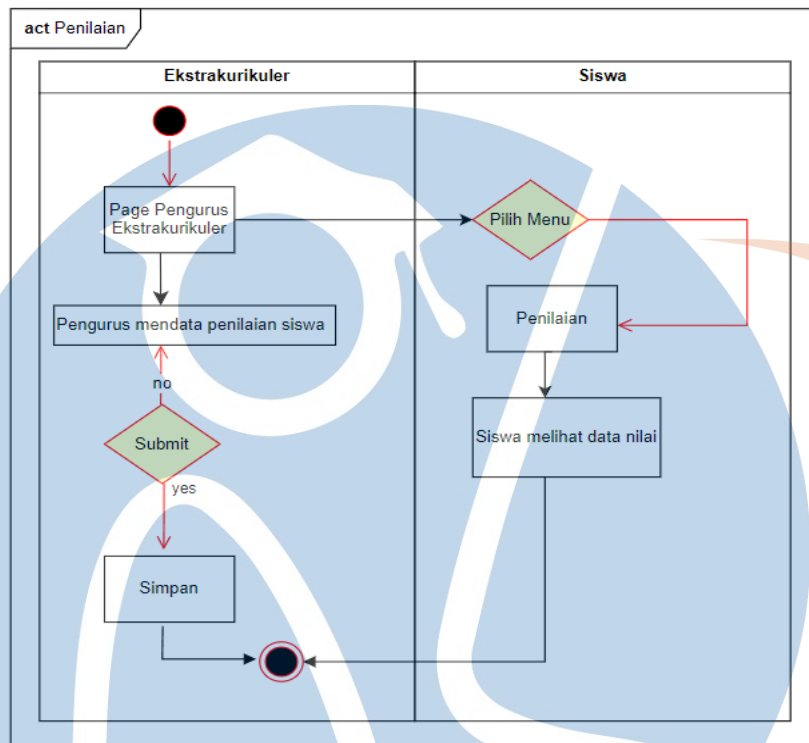 act Penilaian
Ekstrakurikuler
Siswa
Page Pengurus
Ekstrakurikuler
Pilih Menu
Pengurus mendata penilaian siswa
Penilaian
no
Submit
Siswa melihat data nilai
yes
Simpan